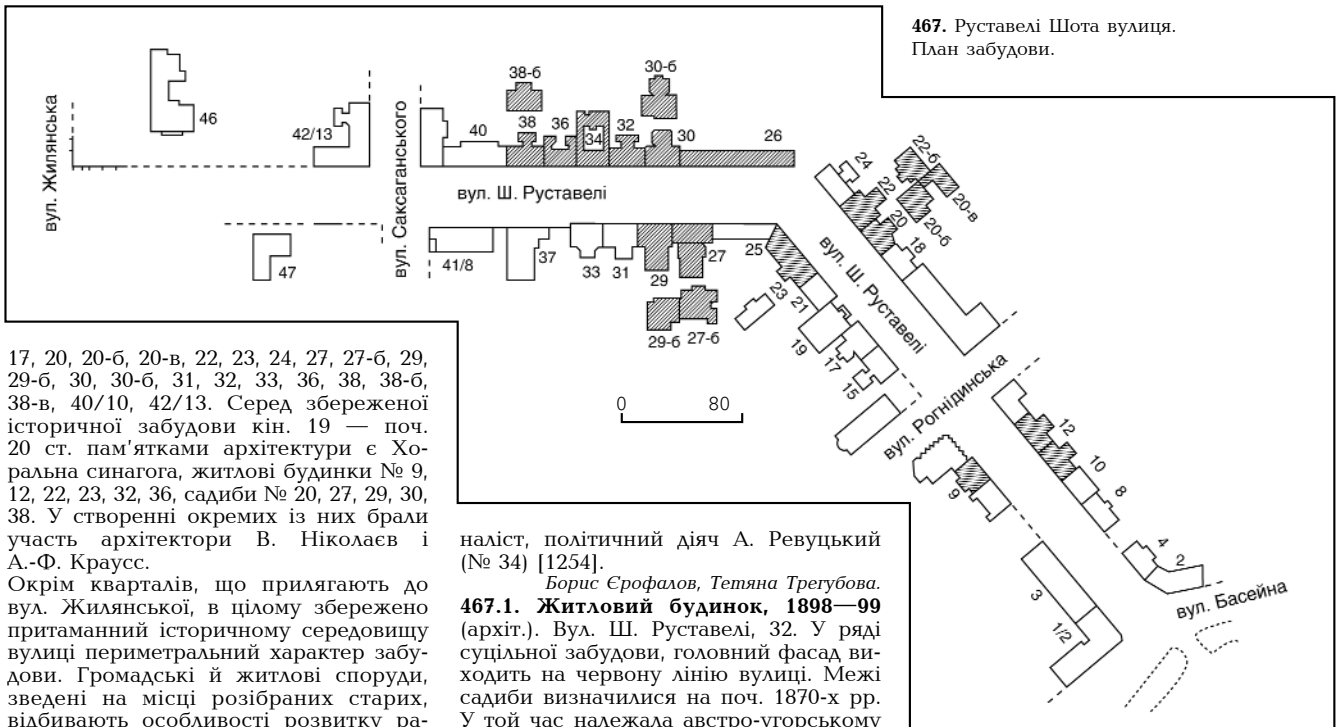 467. Руставелі Шота вулиця.
План забудови.
вул. Жилянська
46
42/13
вул. Саксаганського
40
38-б
38
36
34
32
30-б
30
26
вул. Ш. Руставелі
47
41/8
37
33
31
29
27
25
29-б
27-б
24
22
22-б
20
20-в
20-б
18
вул. Ш. Руставелі
23
21
19
17
15
0 80
вул. Рогнідинська
12
10
8
9
4
2
3
1/2
вул. Басейна
17, 20, 20-б, 20-в, 22, 23, 24, 27, 27-б, 29,
29-б, 30, 30-б, 31, 32, 33, 36, 38, 38-б,
38-в, 40/10, 42/13. Серед збереженої
історичної забудови кін. 19 — поч.
20 ст. пам'ятками архітектури є Хо-
ральна синагога, житлові будинки № 9,
12, 22, 23, 32, 36, садиби № 20, 27, 29, 30,
38. У створенні окремих із них брали
участь архітектори В. Ніколаєв і
А.-Ф. Краусс.
Окрім кварталів, що прилягають до
вул. Жилянської, в цілому збережено
притаманний історичному середовищу
вулиці периметральний характер забу-
дови. Громадські й житлові споруди,
зведені на місці розібраних старих,
відбивають особливості розвитку ра-
наліст, політичний діяч А. Ревуцький
(№ 34) [1254].
Борис Єрофалов, Тетяна Трегубова.
467.1. Житловий будинок, 1898—99
(архіт.). Вул. Ш. Руставелі, 32. У ряді
суцільної забудови, головний фасад ви-
ходить на червону лінію вулиці. Межі
садиби визначилися на поч. 1870-х рр.
У той час належала австро-угорському